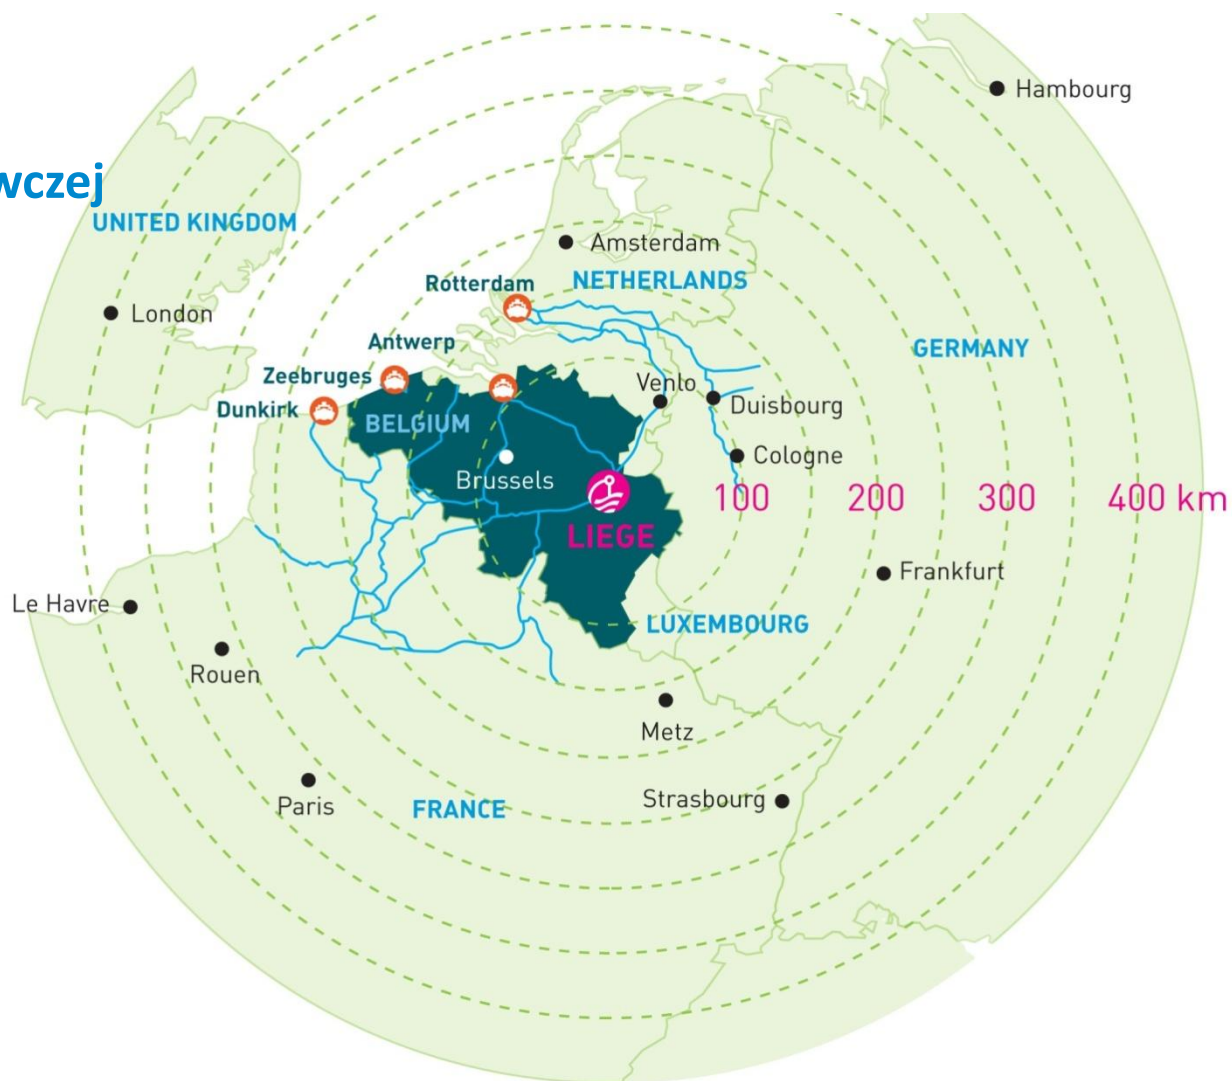 Hambourg
wczej
UNITED KINGDOM
Amsterdam
NETHERLANDS
Rotterdam
London
Antwerp
GERMANY
Zeebruges
Venlo
Dunkirk
Duisbourg
BELGIUM
Cologne
Brussels
100 200 300 400 km
LIEGE
Frankfurt
Le Havre
LUXEMBOURG
Rouen
Metz
Strasbourg
Paris
FRANCE